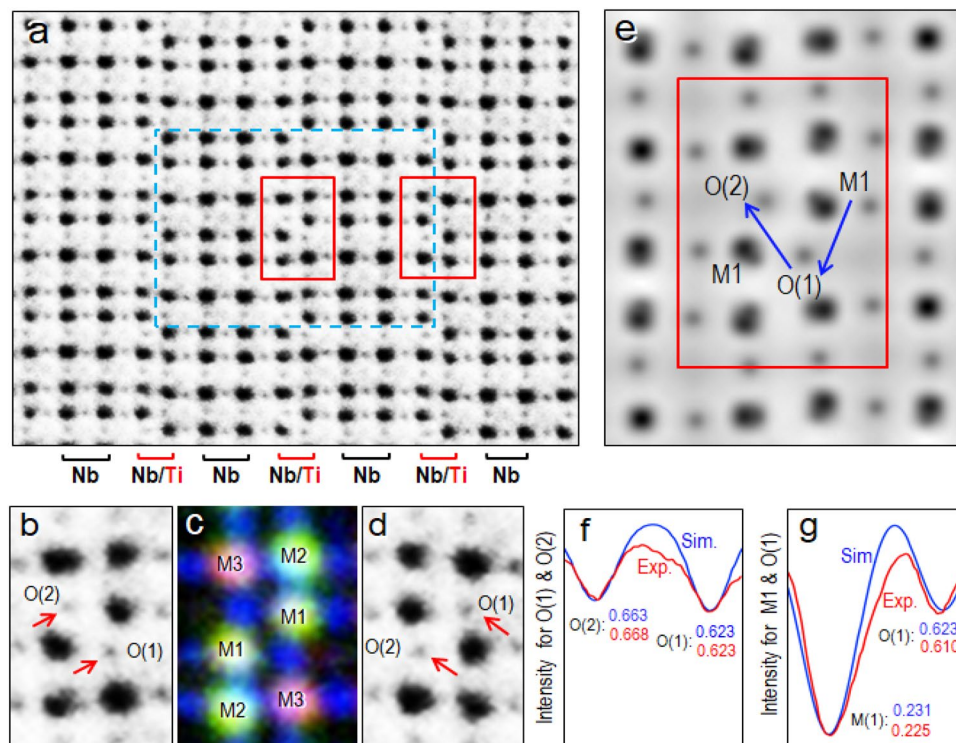 a
Nb Nb/Ti Nb Nb/Ti Nb Nb/Ti Nb
e
O(2) M1
M1 O(1)
b
O(2)
O(1)
c
M3 M2
M1
M1
M2 M3
d
O(1)
O(2)
Intensity for O(1) & O(2)
f
Sim.
Exp.
O(2): 0.663
0.668
O(1): 0.623
0.623
Intensity for M1 & O(1)
g
Sim.
Exp.
O(1): 0.623
0.610
M(1): 0.231
0.225